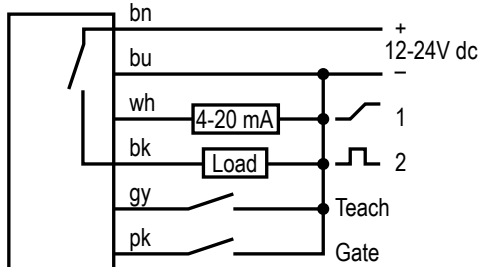 bn
+
12-24V dc
bu
–
wh
4-20 mA
1
bk
Load
2
gy
Teach
pk
Gate